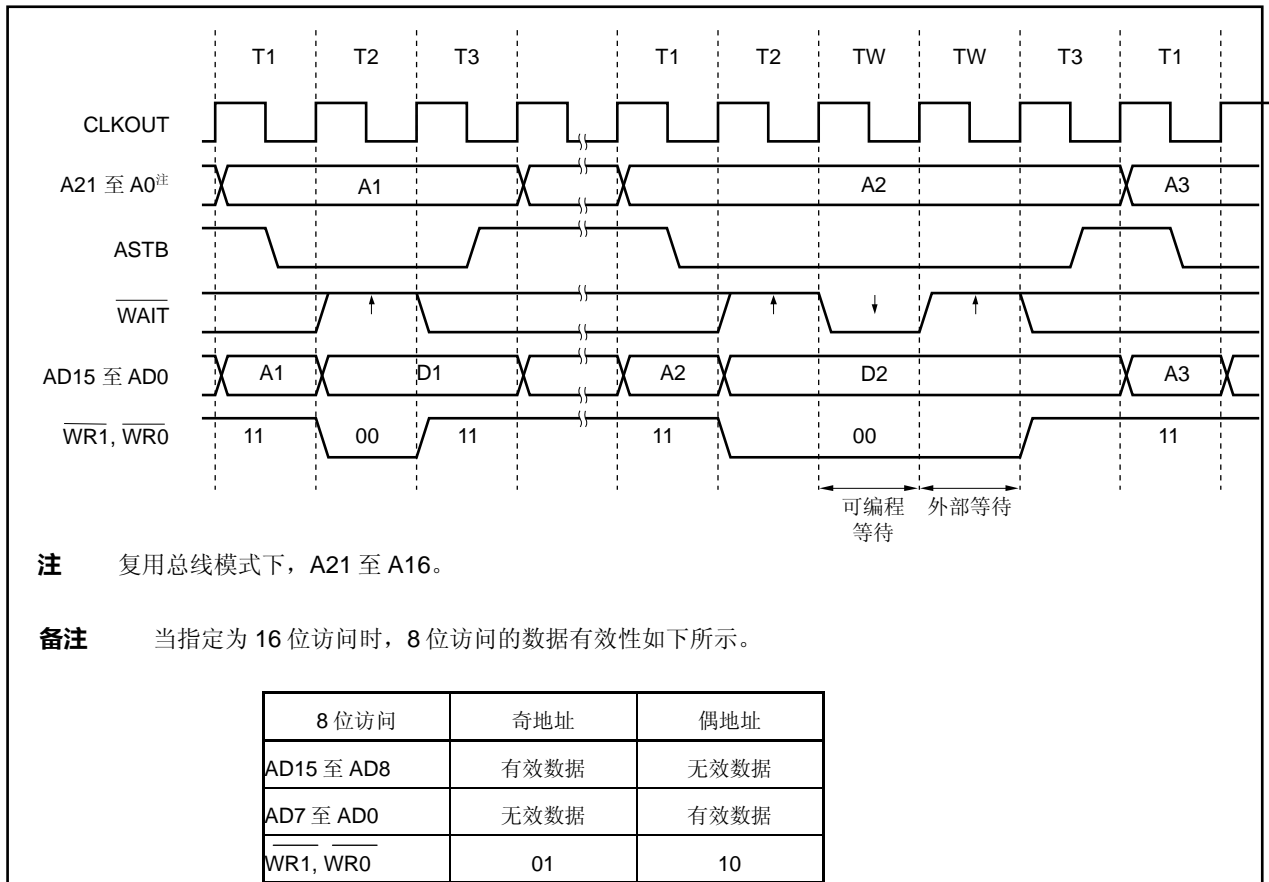 T1 T2 T3 T1 T2 TW TW T3 T1
CLKOUT
A21 至 A0注 A1 A2 A3
ASTB
WAIT
AD15 至 AD0 A1 D1 A2 D2 A3
WR1, WR0 11 00 11 11 00 11
可编程 外部等待
等待
注 复用总线模式下，A21 至 A16。
备注 当指定为 16 位访问时，8 位访问的数据有效性如下所示。
8 位访问 奇地址 偶地址
AD15 至 AD8 有效数据 无效数据
AD7 至 AD0 无效数据 有效数据
WR1, WR0 01 10